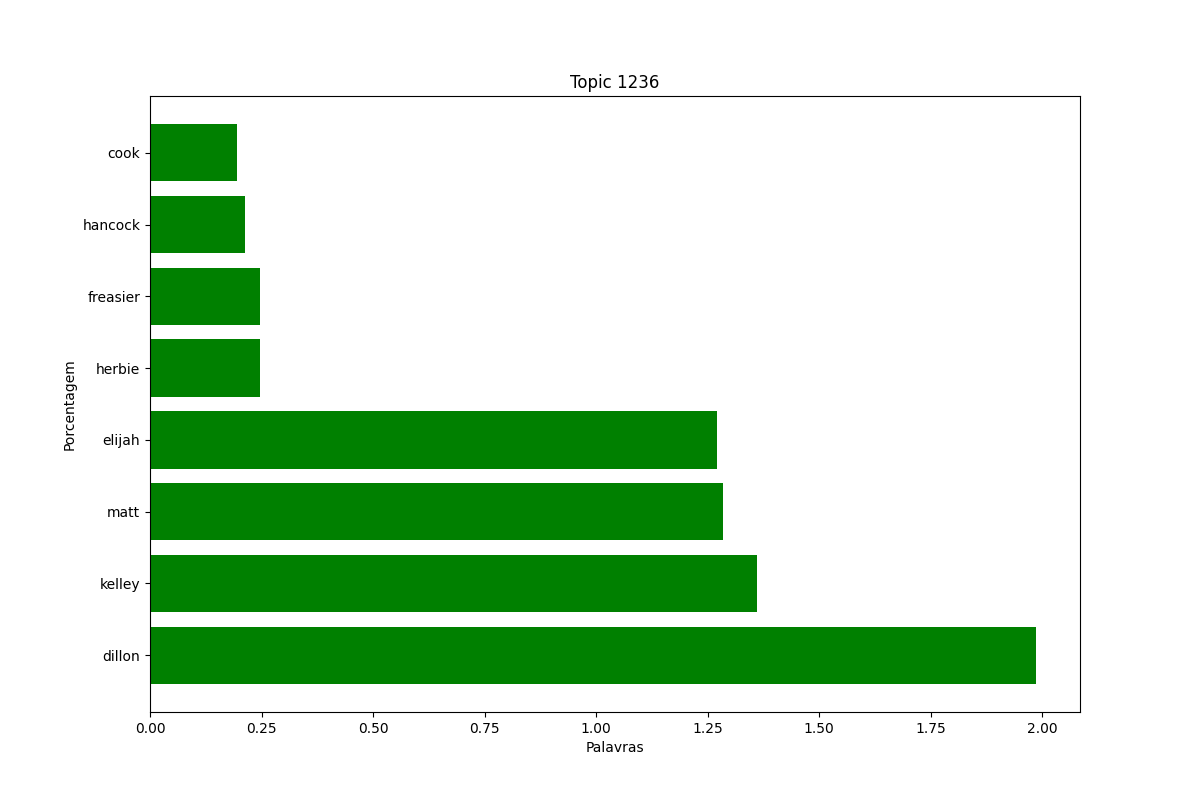 Topic 1236
cook
hancock
freasier
herbie
elijah
matt
kelley
dillon
Porcentagem
0.00 0.25 0.50 0.75 1.00 1.25 1.50 1.75 2.00
Palavras